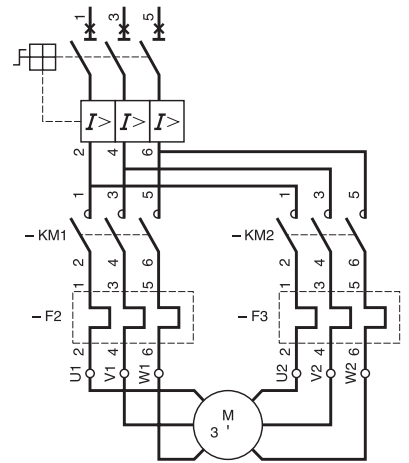 1 3 5
I> I> I>
2 4 6
1 3 5 1 3 5
– KM1 – KM2
2 4 6 2 4 6
1 3 5 1 3 5
– F2 – F3
2 4 6 2 4 6
U1 V1 W1 U2 V2 W2
M
3 '